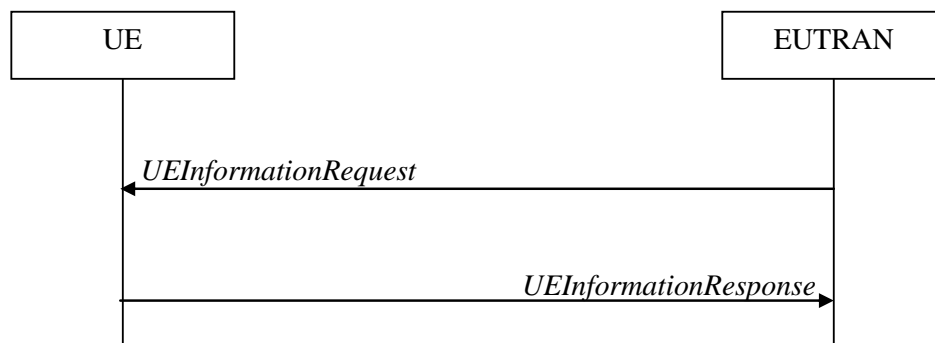 UE
EUTRAN
UEInformationRequest
UEInformationResponse